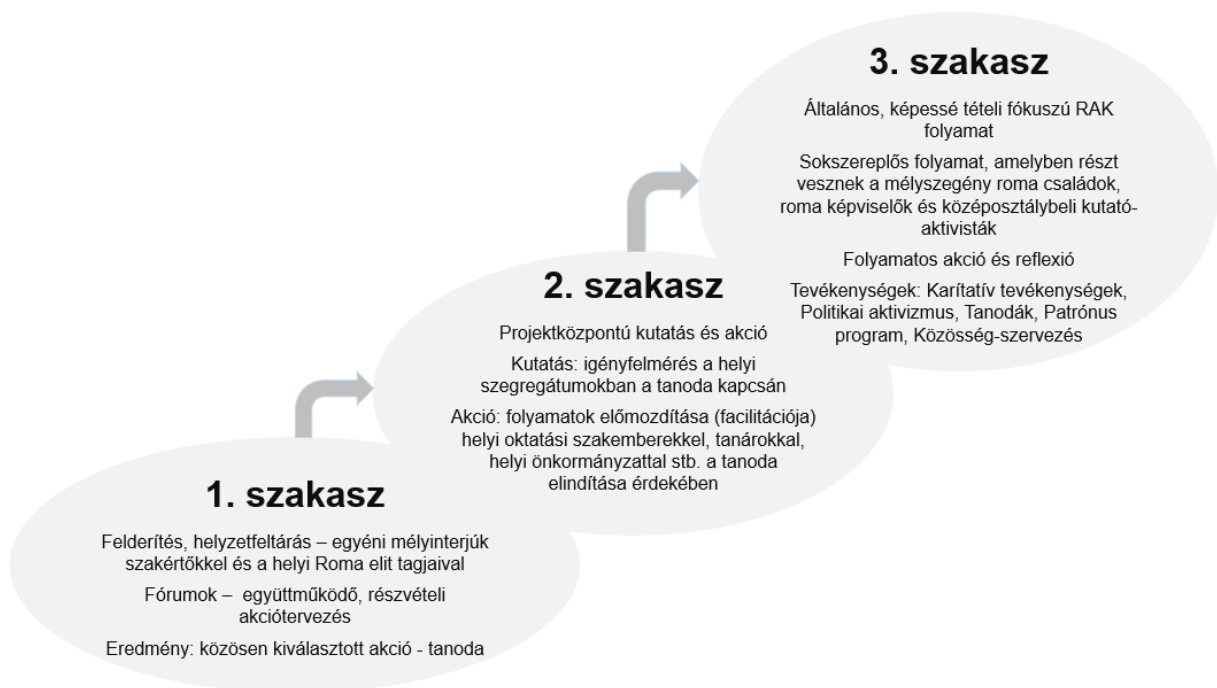 3. szakasz
Általános, képessé tételi fókuszú RAK
folyamat
Sokszereplős folyamat, amelyben részt
vesznek a mélyszegény roma családok,
roma képviselők és középosztálybeli kutató-
aktivisták
Folyamatos akció és reflexió
Tevékenységek: Karítatív tevékenységek,
Politikai aktivizmus, Tanodák, Patrónus
program, Közösség-szervezés
2. szakasz
Projektközpontú kutatás és akció
Kutatás: igényfelmérés a helyi
szegregátumokban a tanoda kapcsán
Akció: folyamatok előmozdítása (facilitációja)
helyi oktatási szakemberekkel, tanárokkal,
helyi önkormányzattal stb. a tanoda
elindítása érdekében
1. szakasz
Felderítés, helyzetfeltárás – egyéni mélyinterjúk
szakértőkkel és a helyi Roma elit tagjaival
Fórumok – együttműködő, részvételi
akciótervezés
Eredmény: közösen kiválasztott akció - tanoda